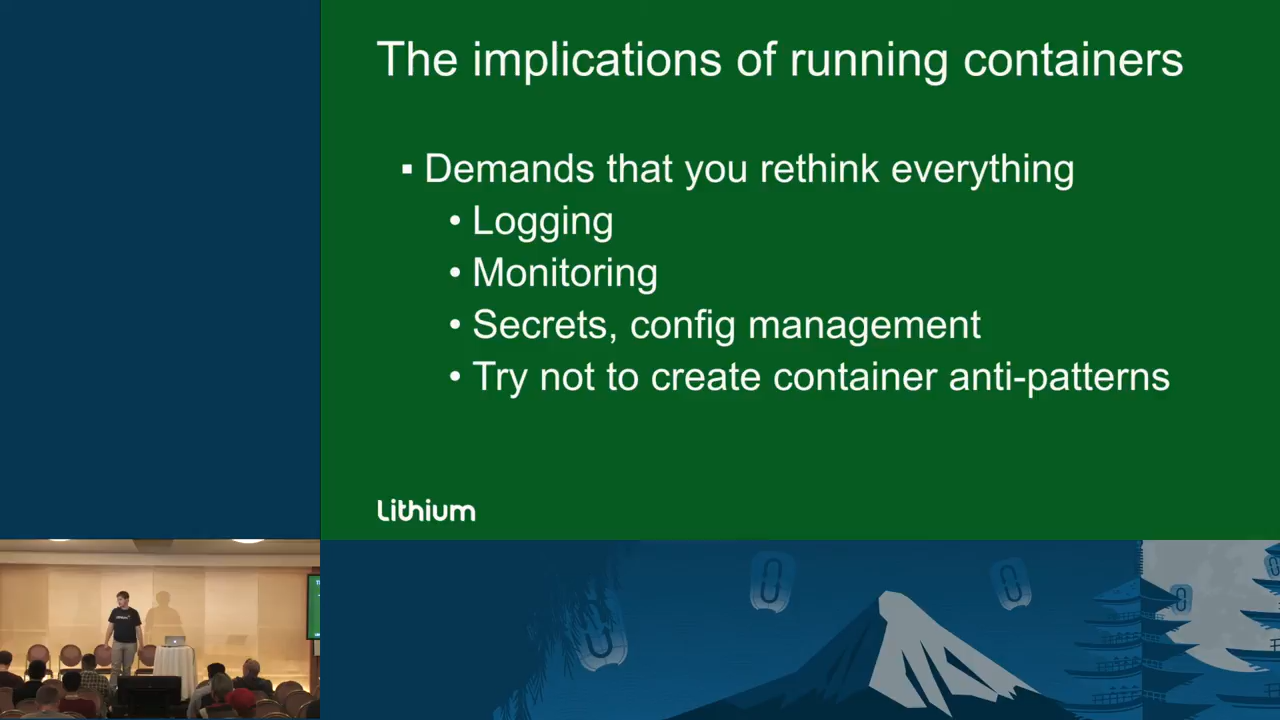 The implications of running containers
▪ Demands that you rethink everything
• Logging
• Monitoring
• Secrets, config management
• Try not to create container anti-patterns
Lithium